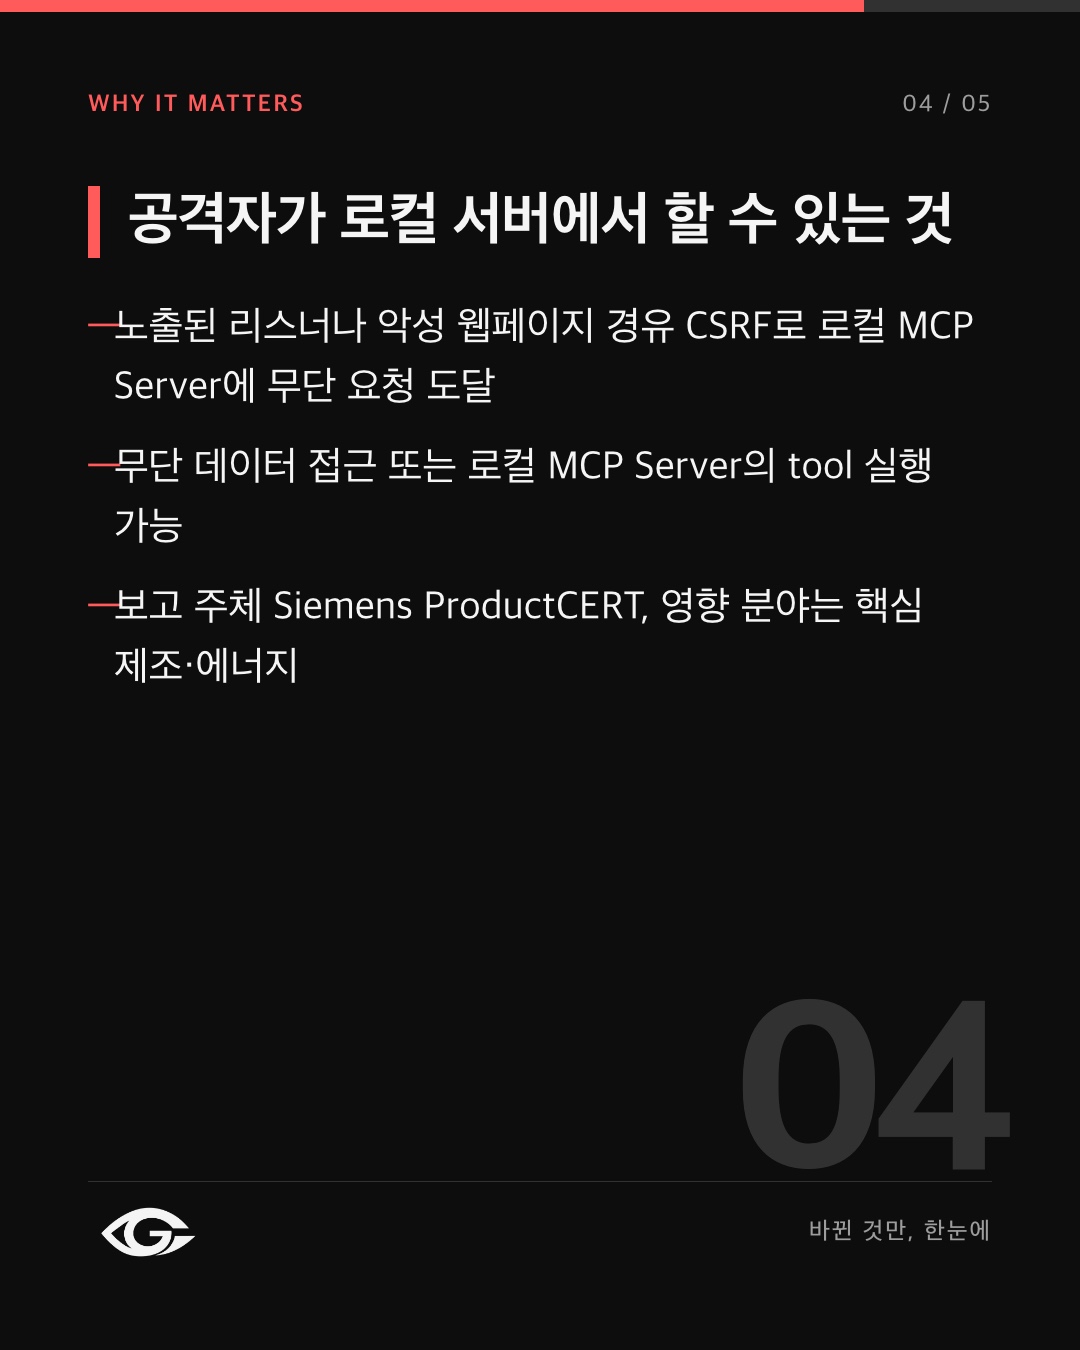 WHY IT MATTERS
04 / 05
공격자가 로컬 서버에서 할 수 있는 것
—노출된 리스너나 악성 웹페이지 경유 CSRF로 로컬 MCP
Server에 무단 요청 도달
—무단 데이터 접근 또는 로컬 MCP Server의 tool 실행
가능
—보고 주체 Siemens ProductCERT, 영향 분야는 핵심
제조·에너지
04
G
바뀐 것만, 한눈에